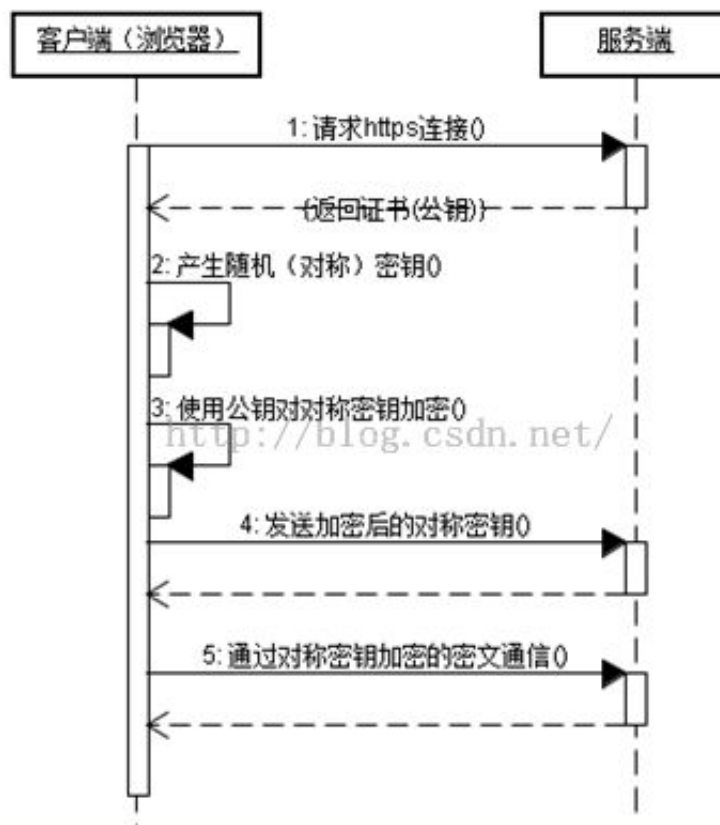 客户端（浏览器）
服务端
1: 请求https连接()
(返回证书(公钥))
2: 产生随机（对称）密钥()
3: 使用公钥对对称密钥加密()
http://blog.csdn.net/
4: 发送加密后的对称密钥()
5: 通过对称密钥加密的密文通信()